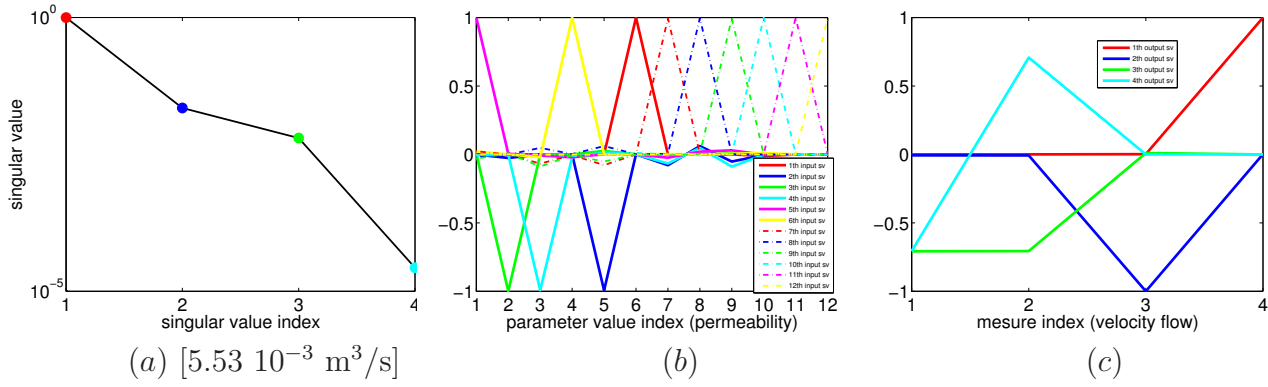 10^0
10^-5
singular value
1 2 3 4
singular value index
(a) [5.53 10^-3 m^3/s]
1
0.5
0
−0.5
−1
1 2 3 4 5 6 7 8 9 10 11 12
parameter value index (permeability)
1th input sv
2th input sv
3th input sv
4th input sv
5th input sv
6th input sv
7th input sv
8th input sv
9th input sv
10th input sv
11th input sv
12th input sv
(b)
1
0.5
0
−0.5
−1
1 2 3 4
mesure index (velocity flow)
1th output sv
2th output sv
3th output sv
4th output sv
(c)